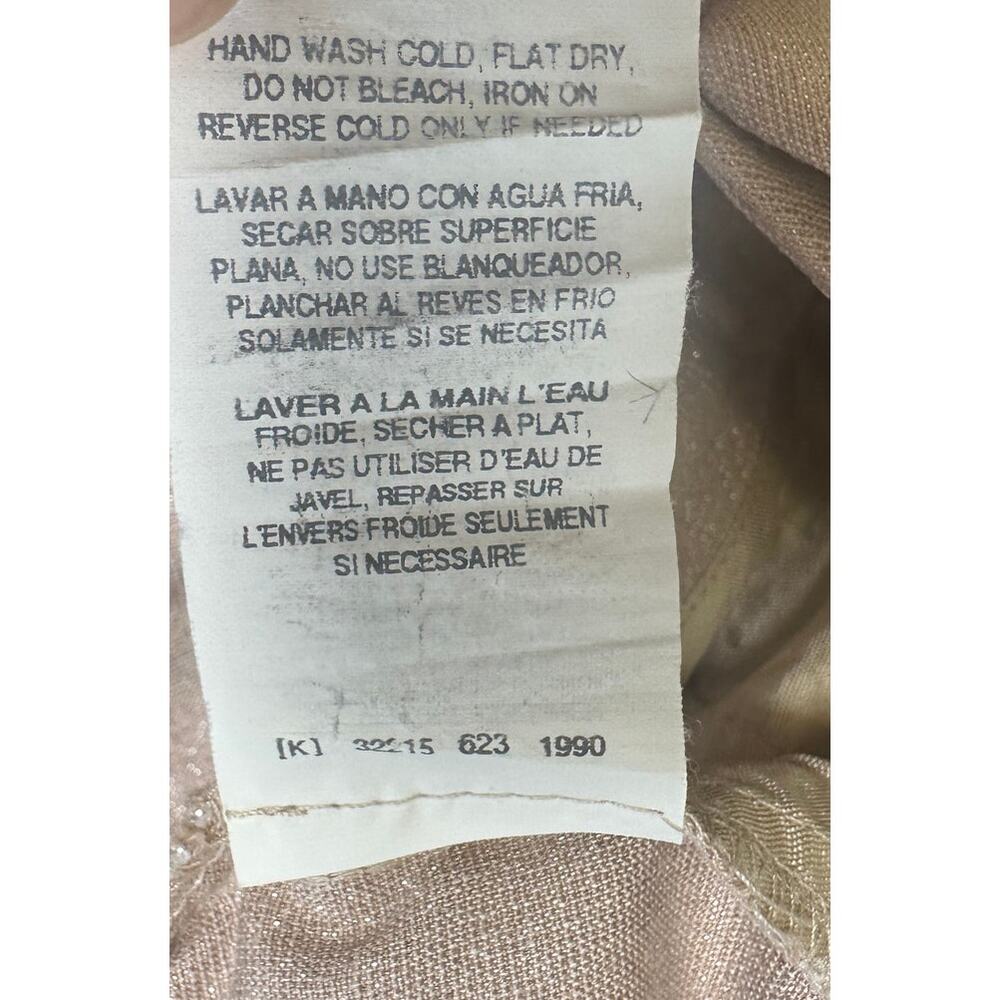 HAND WASH COLD, FLAT DRY,
DO NOT BLEACH, IRON ON
REVERSE COLD ONLY IF NEEDED
LAVAR A MANO CON AGUA FRIA,
SECAR SOBRE SUPERFICIE
PLANA, NO USE BLANQUEADOR,
PLANCHAR AL REVES EN FRIO
SOLAMENTE SI SE NECESITA
LAVER A LA MAIN L'EAU
FROIDE, SECHER A PLAT,
NE PAS UTILISER D'EAU DE
JAVEL, REPASSER SUR
L'ENVERS FROIDE SEULEMENT
SI NECESSAIRE
[K] 623 1990